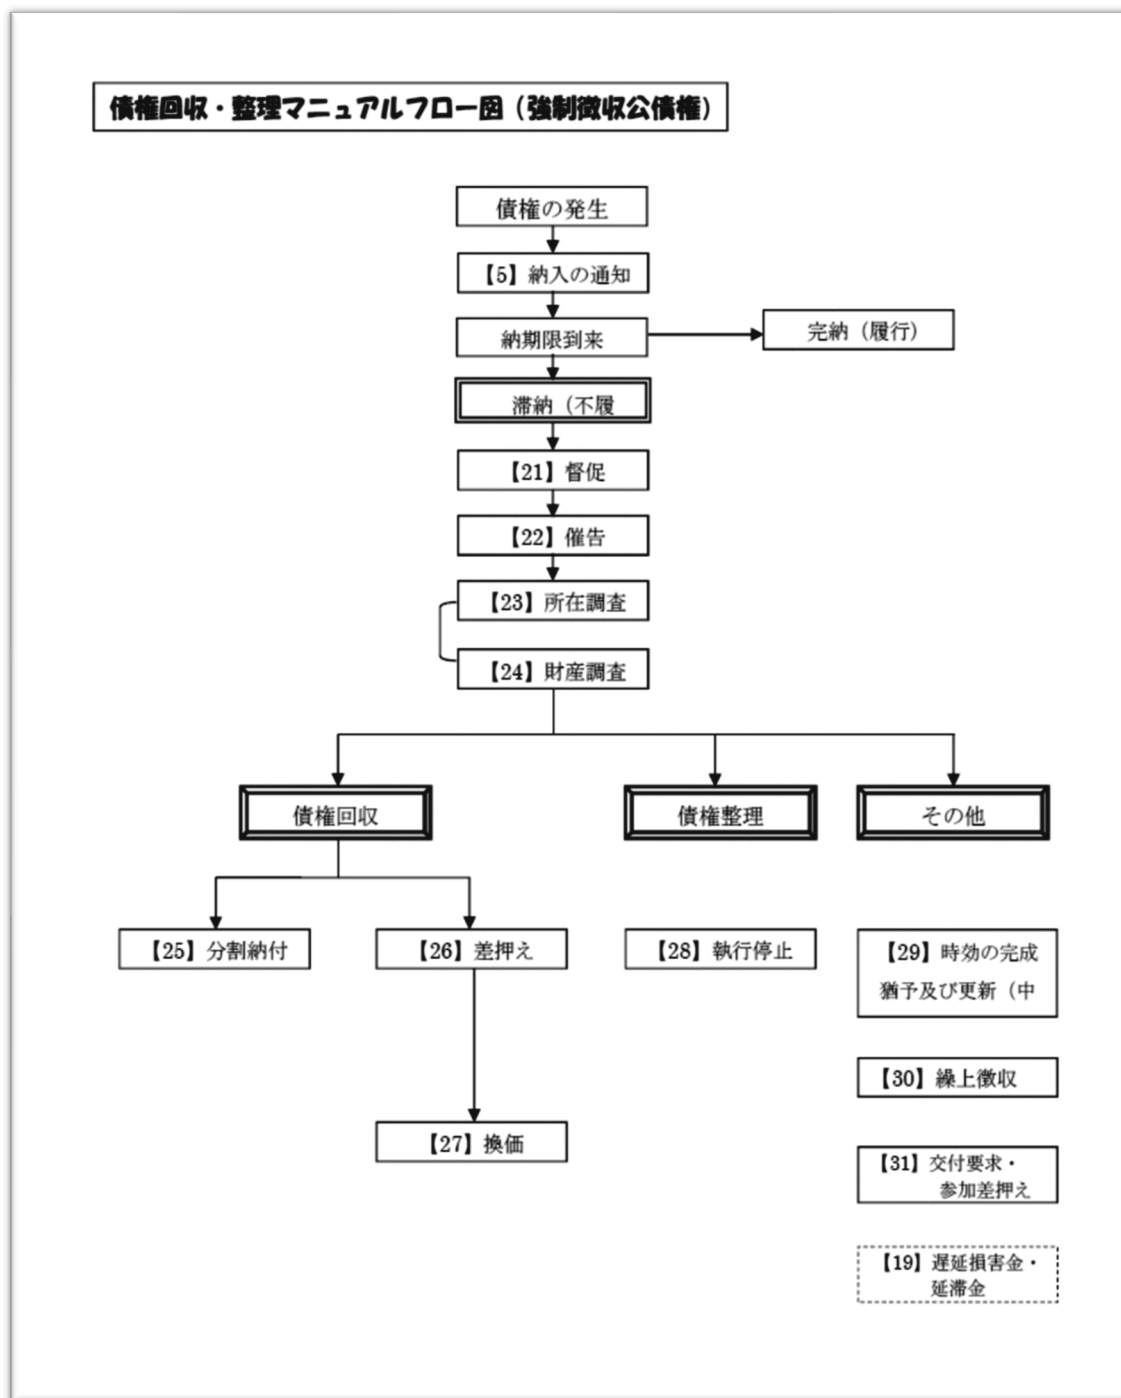 債権回収・整理マニュアルフロー図（強制徴収公債権）
債権の発生
【5】納入の通知
納期限到来
完納（履行）
滞納（不履
【21】督促
【22】催告
【23】所在調査
【24】財産調査
債権回収
債権整理
その他
【25】分割納付
【26】差押え
【28】執行停止
【29】時効の完成
猶予及び更新（中
【30】繰上徴収
【27】換価
【31】交付要求・
参加差押え
【19】遅延損害金・
延滞金